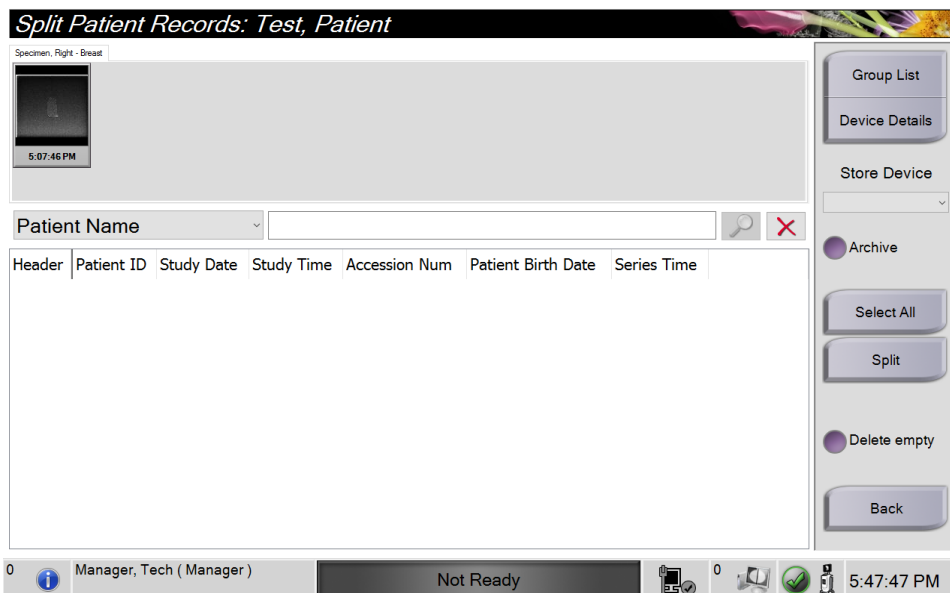 Split Patient Records: Test, Patient
Specimen, Right - Breast
5:07:46 PM
Group List
Device Details
Store Device
Archive
Patient Name
Header Patient ID Study Date Study Time Accession Num Patient Birth Date Series Time
Select All
Split
Delete empty
Back
0 Manager, Tech ( Manager ) Not Ready 0 5:47:47 PM